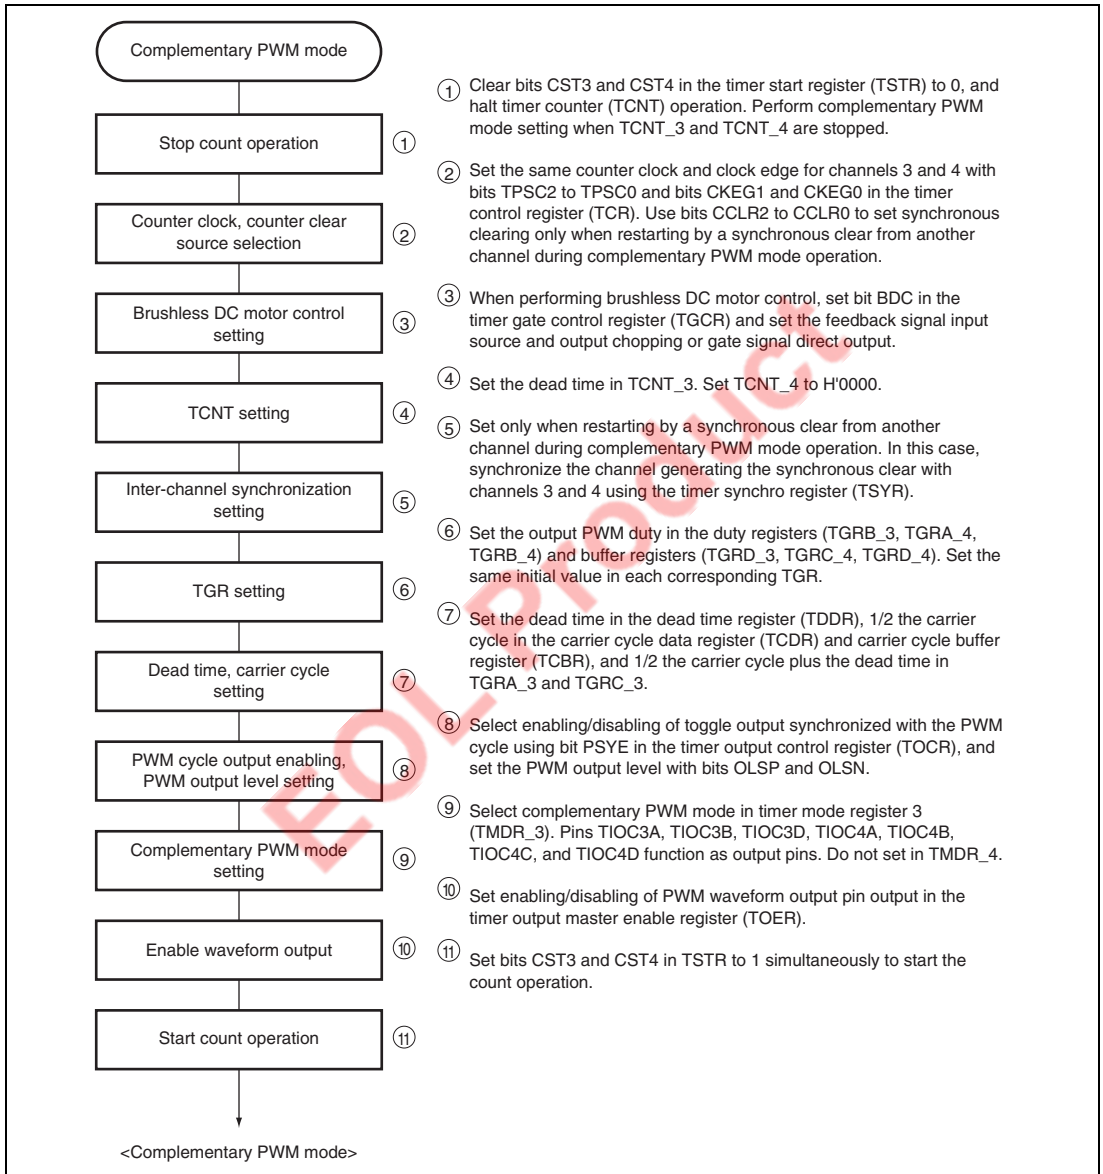 Complementary PWM mode
Stop count operation
①
Counter clock, counter clear
source selection
②
Brushless DC motor control
setting
③
TCNT setting
④
Inter-channel synchronization
setting
⑤
TGR setting
⑥
Dead time, carrier cycle
setting
⑦
PWM cycle output enabling,
PWM output level setting
⑧
Complementary PWM mode
setting
⑨
Enable waveform output
⑩
Start count operation
⑪
<Complementary PWM mode>
① Clear bits CST3 and CST4 in the timer start register (TSTR) to 0, and
halt timer counter (TCNT) operation. Perform complementary PWM
mode setting when TCNT_3 and TCNT_4 are stopped.
② Set the same counter clock and clock edge for channels 3 and 4 with
bits TPSC2 to TPSC0 and bits CKEG1 and CKEG0 in the timer
control register (TCR). Use bits CCLR2 to CCLR0 to set synchronous
clearing only when restarting by a synchronous clear from another
channel during complementary PWM mode operation.
③ When performing brushless DC motor control, set bit BDC in the
timer gate control register (TGCR) and set the feedback signal input
source and output chopping or gate signal direct output.
④ Set the dead time in TCNT_3. Set TCNT_4 to H'0000.
⑤ Set only when restarting by a synchronous clear from another
channel during complementary PWM mode operation. In this case,
synchronize the channel generating the synchronous clear with
channels 3 and 4 using the timer synchro register (TSYR).
⑥ Set the output PWM duty in the duty registers (TGRB_3, TGRA_4,
TGRB_4) and buffer registers (TGRD_3, TGRC_4, TGRD_4). Set the
same initial value in each corresponding TGR.
⑦ Set the dead time in the dead time register (TDDR), 1/2 the carrier
cycle in the carrier cycle data register (TCDR) and carrier cycle buffer
register (TCBR), and 1/2 the carrier cycle plus the dead time in
TGRA_3 and TGRC_3.
⑧ Select enabling/disabling of toggle output synchronized with the PWM
cycle using bit PSYE in the timer output control register (TOCR), and
set the PWM output level with bits OLSP and OLSN.
⑨ Select complementary PWM mode in timer mode register 3
(TMDR_3). Pins TIOC3A, TIOC3B, TIOC3D, TIOC4A, TIOC4B,
TIOC4C, and TIOC4D function as output pins. Do not set in TMDR_4.
⑩ Set enabling/disabling of PWM waveform output pin output in the
timer output master enable register (TOER).
⑪ Set bits CST3 and CST4 in TSTR to 1 simultaneously to start the
count operation.
EOL Product